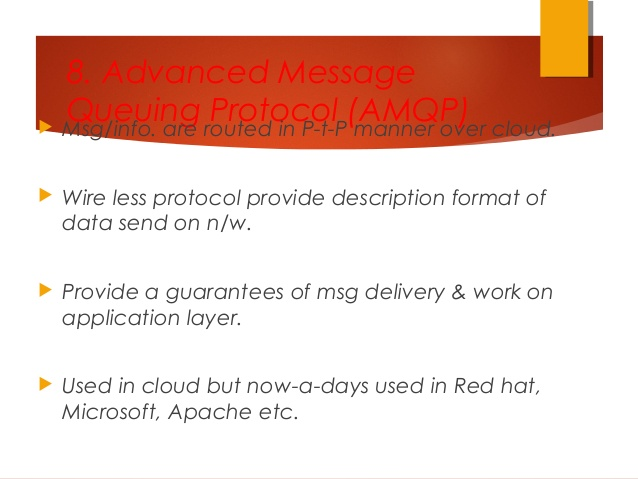 8. Advanced Message
Queuing Protocol (AMQP)
Msg/info. are routed in P-t-P manner over cloud.
Wire less protocol provide description format of
data send on n/w.
Provide a guarantees of msg delivery & work on
application layer.
Used in cloud but now-a-days used in Red hat,
Microsoft, Apache etc.